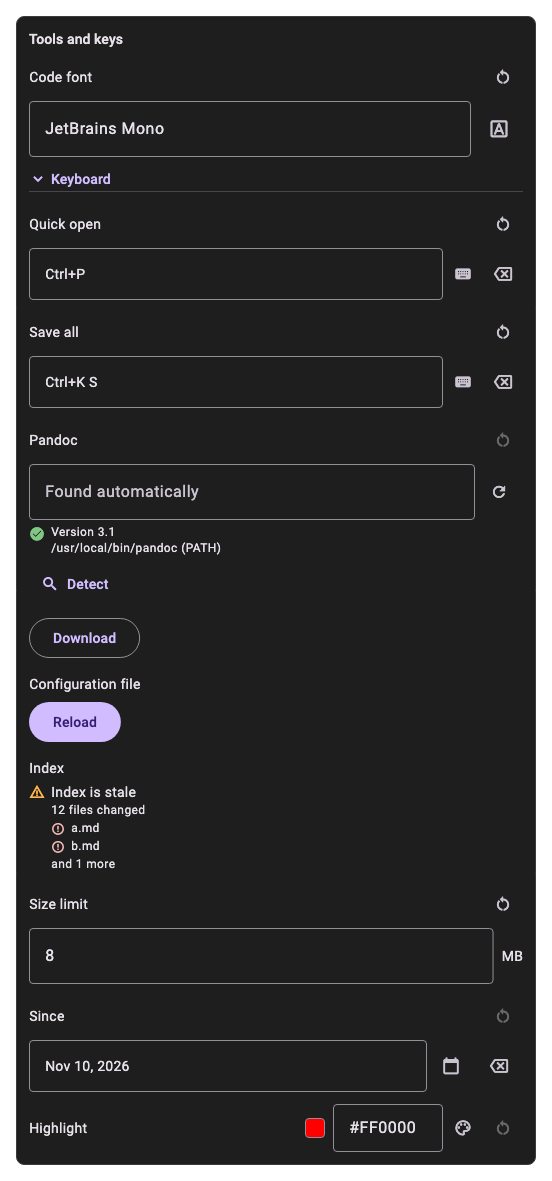 Tools and keys
Code font
JetBrains Mono
Keyboard
Quick open
Ctrl+P
Save all
Ctrl+K S
Pandoc
Found automatically
Version 3.1
/usr/local/bin/pandoc (PATH)
Detect
Download
Configuration file
Reload
Index
Index is stale
12 files changed
a.md
b.md
and 1 more
Size limit
8 MB
Since
Nov 10, 2026
Highlight #FF0000